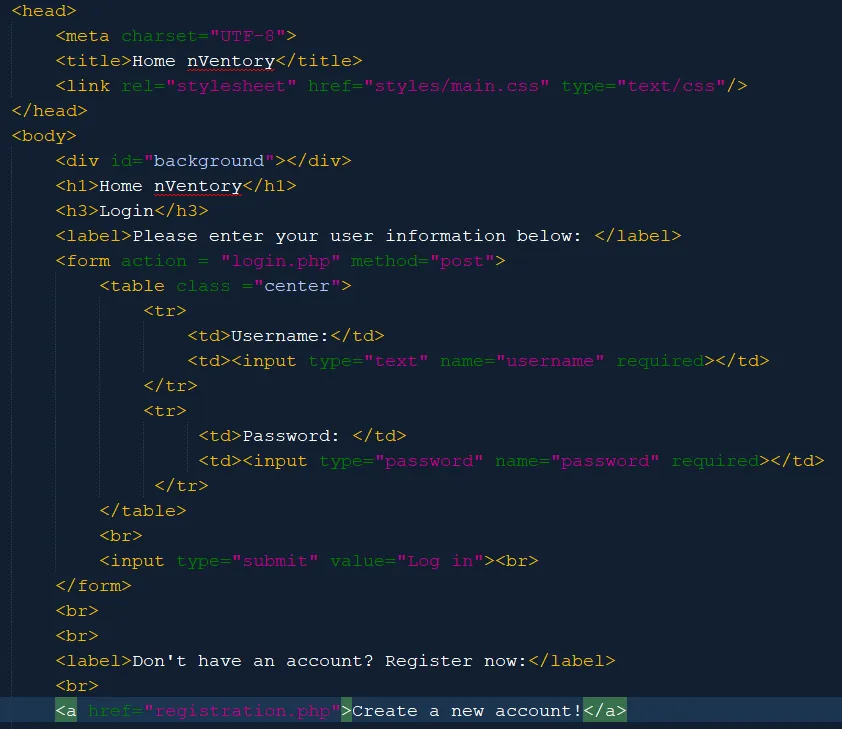 <head>
<meta charset="UTF-8">
<title>Home nVentory</title>
<link rel="stylesheet" href="styles/main.css" type="text/css"/>
</head>
<body>
<div id="background"></div>
<h1>Home nVentory</h1>
<h3>Login</h3>
<label>Please enter your user information below: </label>
<form action = "login.php" method="post">
<table class ="center">
<tr>
<td>Username:</td>
<td><input type="text" name="username" required></td>
</tr>
<tr>
<td>Password: </td>
<td><input type="password" name="password" required></td>
</tr>
</table>
<br>
<input type="submit" value="Log in"><br>
</form>
<br>
<br>
<label>Don't have an account? Register now:</label>
<br>
<a href="registration.php">Create a new account!</a>